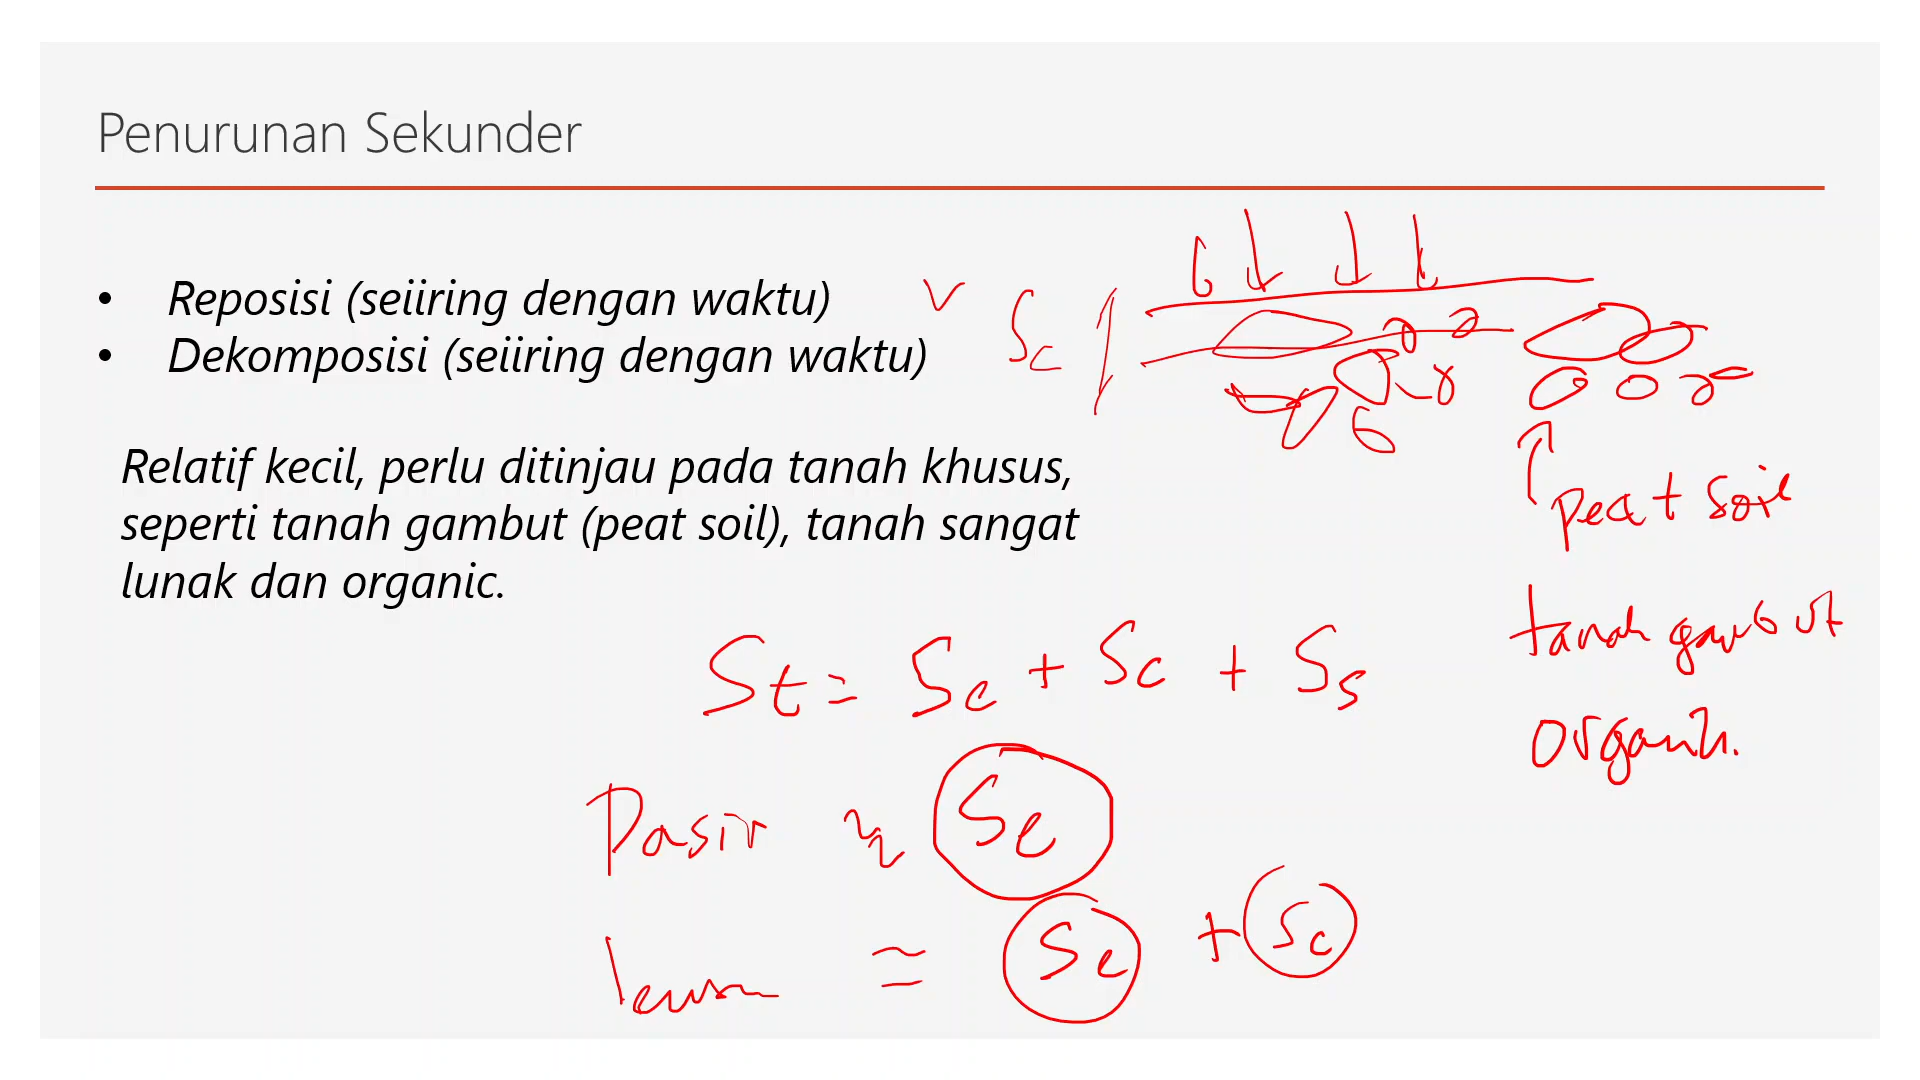 Penurunan Sekunder
• Reposisi (seiiring dengan waktu)
• Dekomposisi (seiiring dengan waktu)
Relatif kecil, perlu ditinjau pada tanah khusus,
seperti tanah gambut (peat soil), tanah sangat
lunak dan organic.
Sc
peat soil
tanah gambut
organik.
St = Se + Sc + Ss
Pasir ≈ Se
≅ Se + Sc